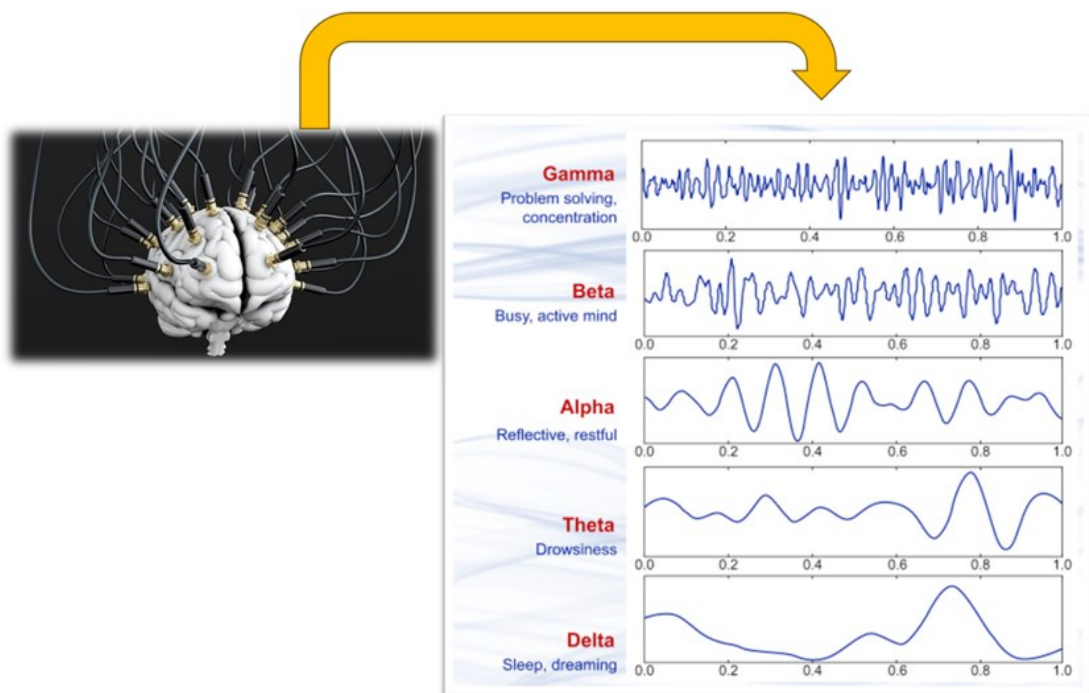 Gamma
Problem solving,
concentration
0.0 0.2 0.4 0.6 0.8 1.0
Beta
Busy, active mind
0.0 0.2 0.4 0.6 0.8 1.0
Alpha
Reflective, restful
0.0 0.2 0.4 0.6 0.8 1.0
Theta
Drowsiness
0.0 0.2 0.4 0.6 0.8 1.0
Delta
Sleep, dreaming
0.0 0.2 0.4 0.6 0.8 1.0